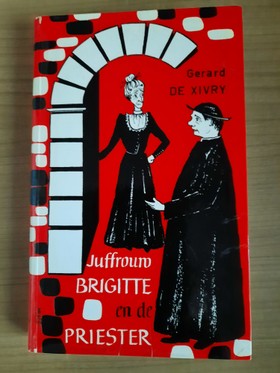 Gerard
DE XIVRY
Juffrouw
BRIGITTE
en de
PRIESTER